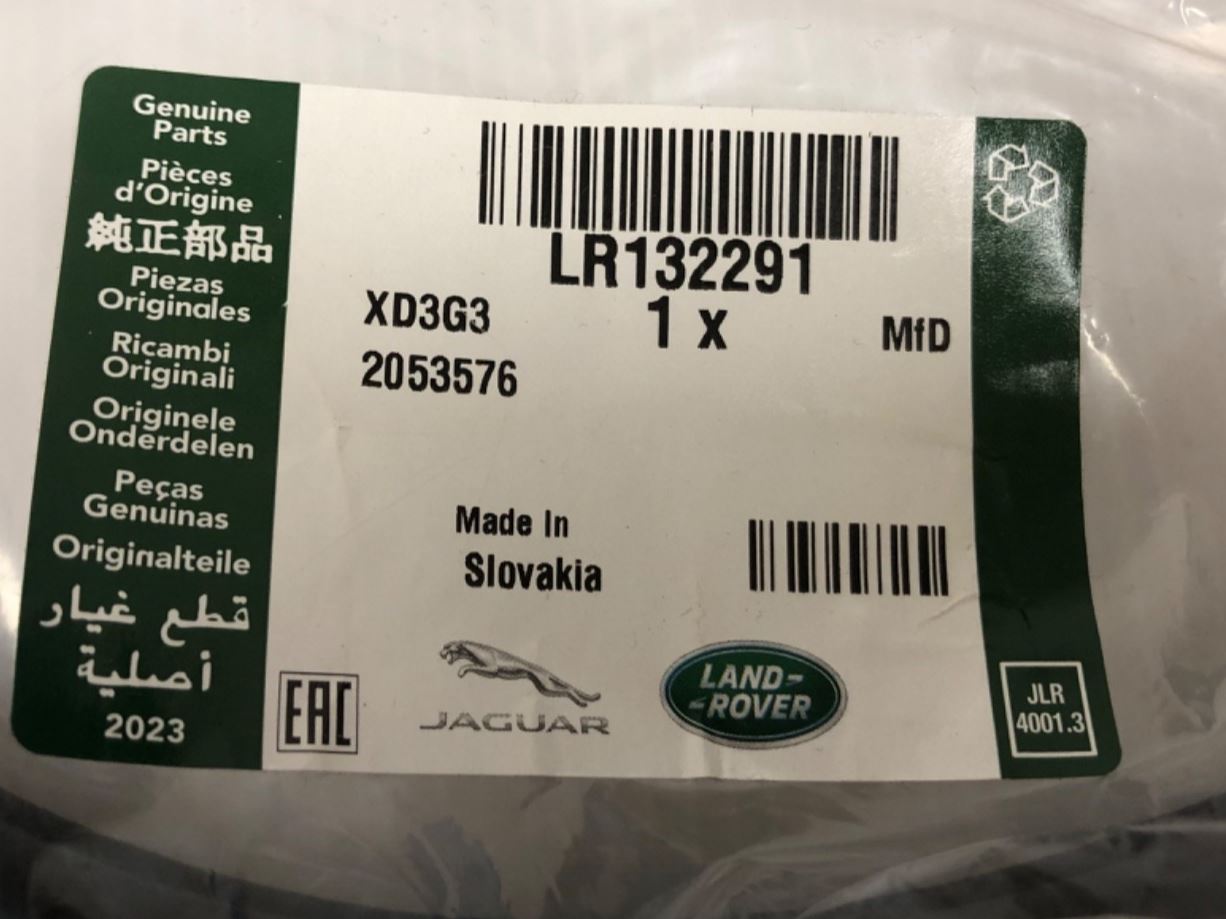 Genuine
Parts
Pièces
d'Origine
純正部品
Piezas
Originales
Ricambi
Originali
Originele
Onderdelen
Peças
Genuinas
Originalteile
قطع غيار
أصلية
2023
LR132291
XD3G3
1 x
MfD
2053576
Made In
Slovakia
EAC
JAGUAR
LAND-
ROVER
JLR
4001.3